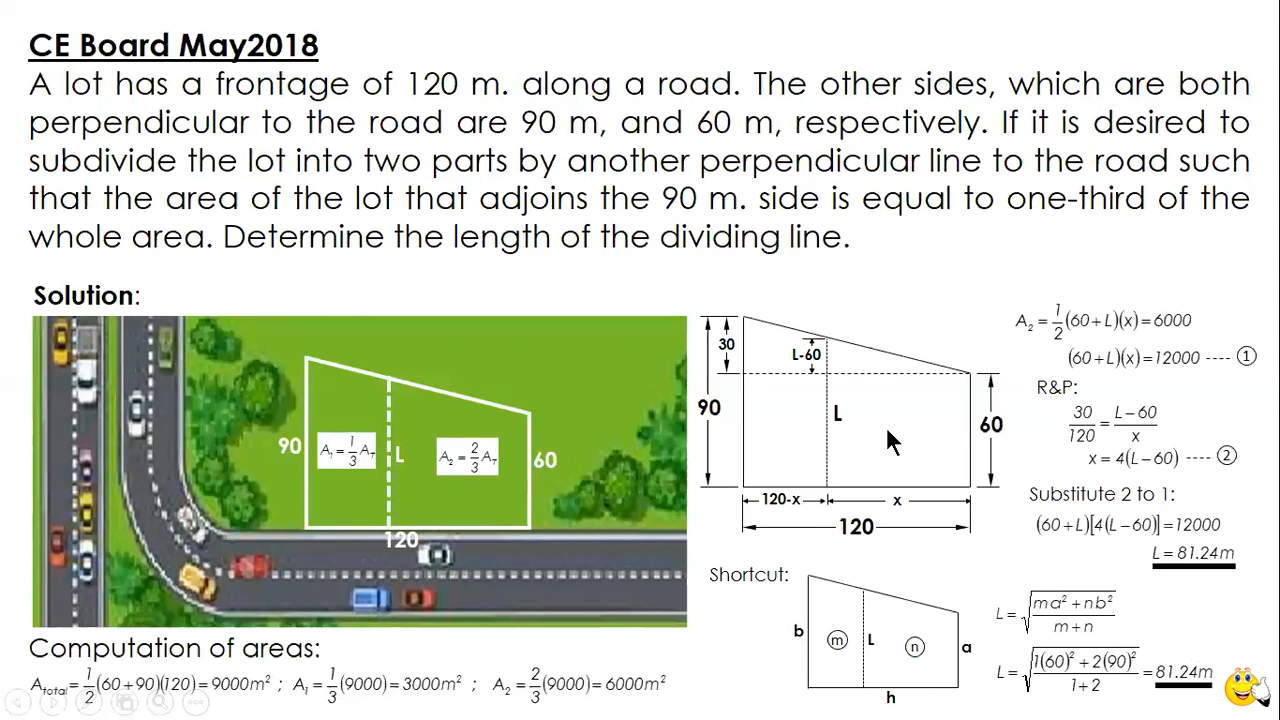 CE Board May2018
A lot has a frontage of 120 m. along a road. The other sides, which are both
perpendicular to the road are 90 m, and 60 m, respectively. If it is desired to
subdivide the lot into two parts by another perpendicular line to the road such
that the area of the lot that adjoins the 90 m. side is equal to one-third of the
whole area. Determine the length of the dividing line.
Solution:
90
A₁ = 1/3 A_T
L
A₂ = 2/3 A_T
60
120
30
L-60
90
L
60
120-x
x
120
A₂ = 1/2 (60+L)(x) = 6000
(60+L)(x) = 12000 ---- ①
R&P:
30/120 = (L-60)/x
x = 4(L-60) ---- ②
Substitute 2 to 1:
(60+L)[4(L-60)] = 12000
L = 81.24m
Shortcut:
b
m
L
n
a
h
L = √((ma² + nb²)/(m+n))
L = √((1(60)² + 2(90)²)/(1+2)) = 81.24m
Computation of areas:
A_total = 1/2 (60+90)(120) = 9000m² ; A₁ = 1/3 (9000) = 3000m² ; A₂ = 2/3 (9000) = 6000m²